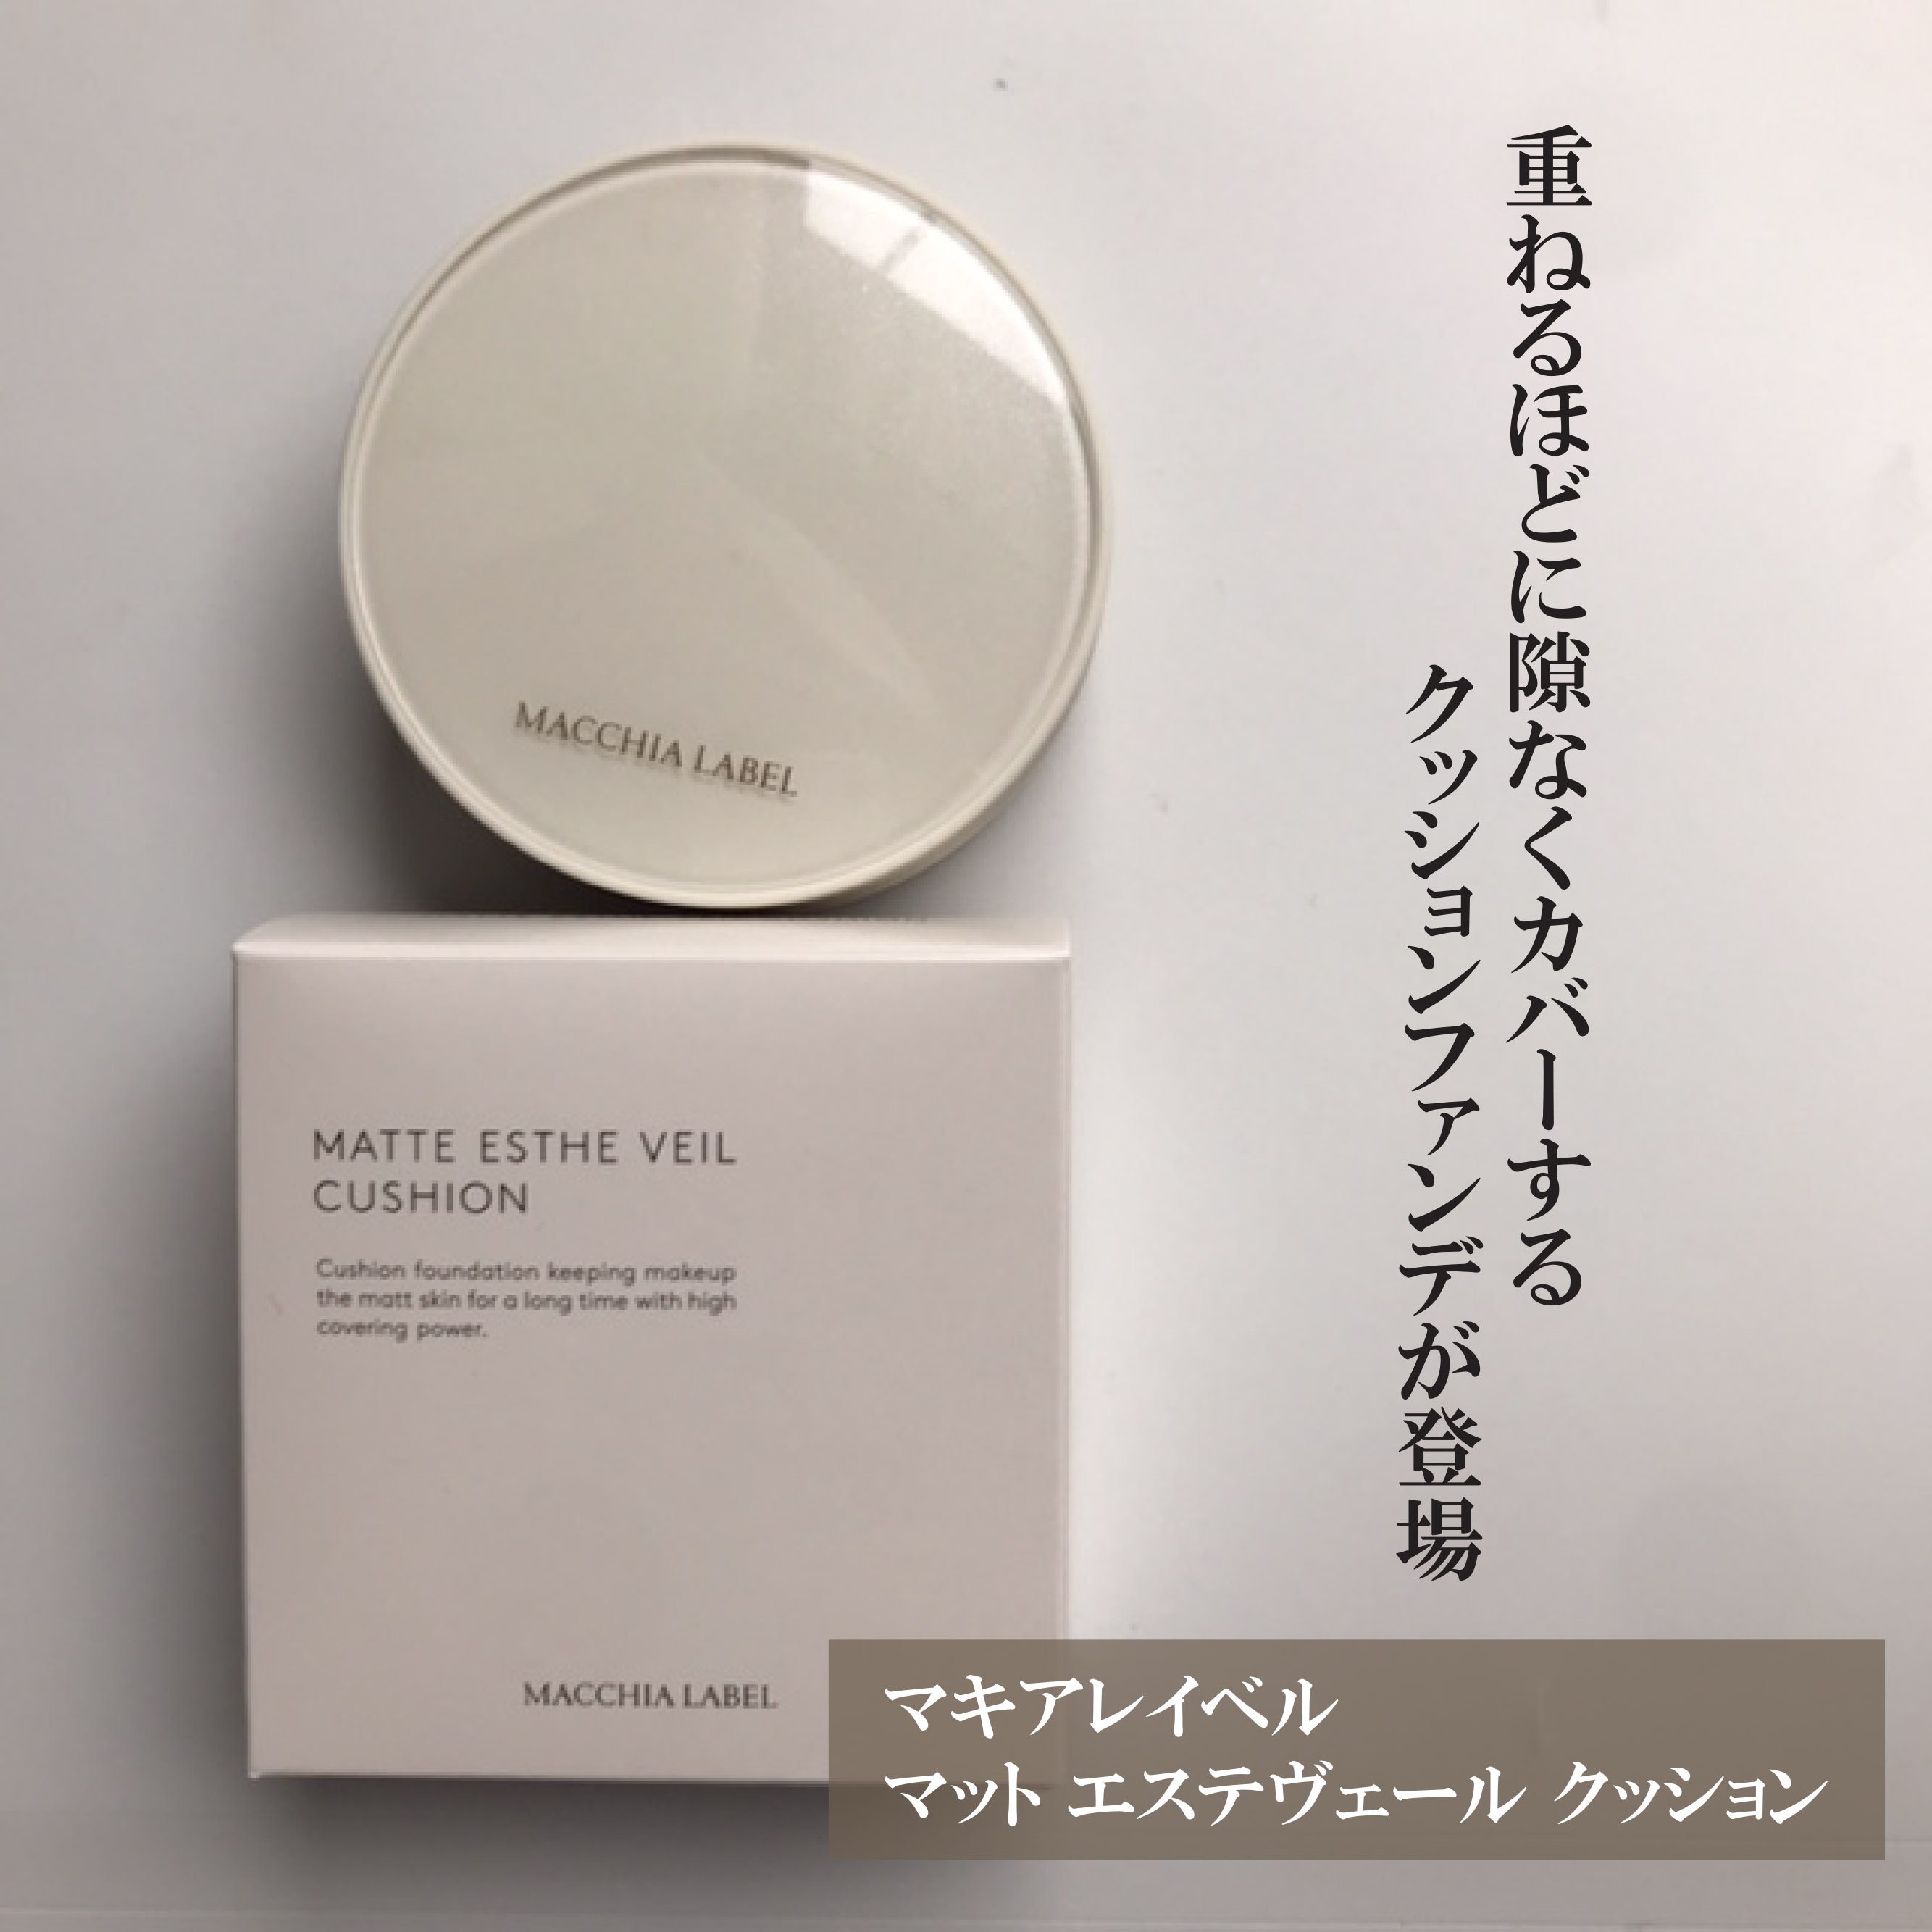 重ねるほどに隙なくカバーする
クッションファンデが登場
MACCHIA LABEL
MATTE ESTHE VEIL
CUSHION
Cushion foundation keeping makeup
the matt skin for a long time with high
covering power.
MACCHIA LABEL
マキアレイベル
マット エステヴェール クッション